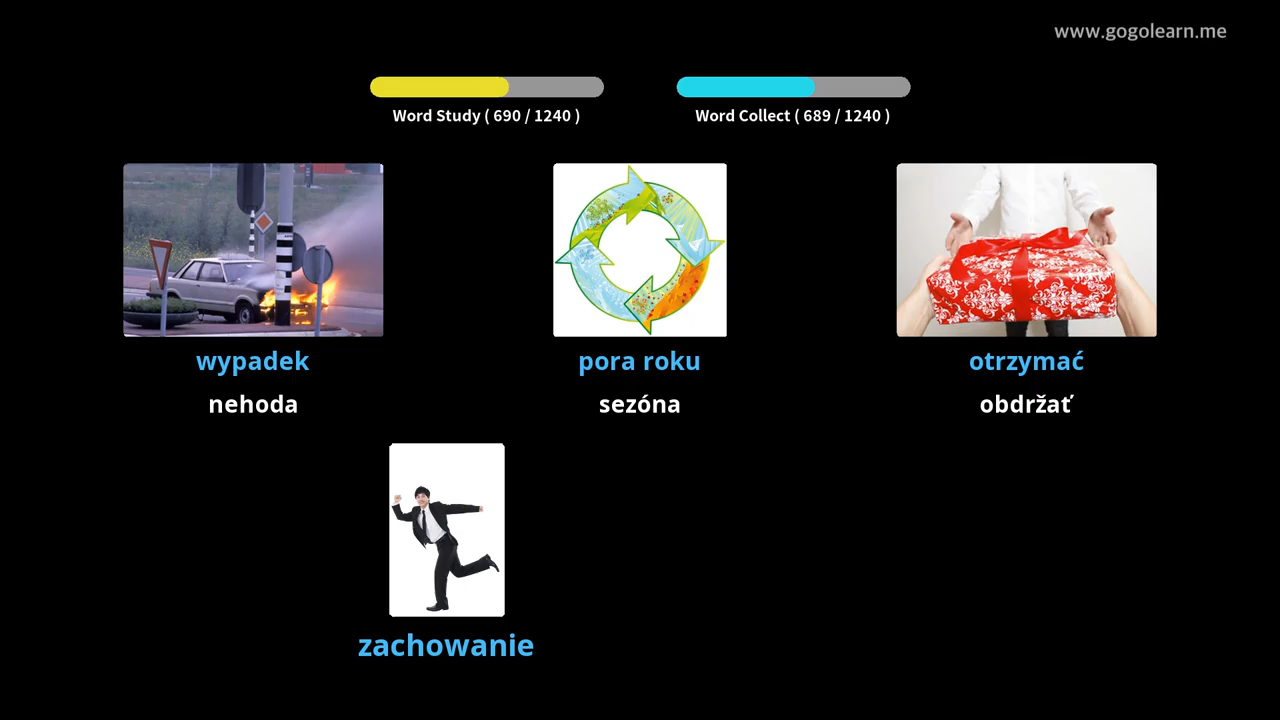 www.gogolearn.me
Word Study ( 690 / 1240 )
Word Collect ( 689 / 1240 )
wypadek
pora roku
otrzymać
nehoda
sezóna
obdržať
zachowanie